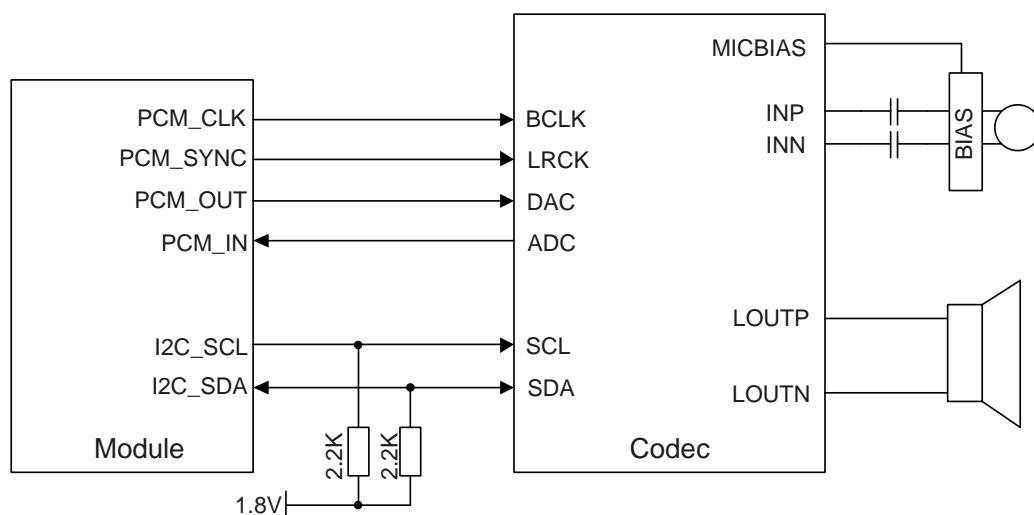 PCM_CLK
PCM_SYNC
PCM_OUT
PCM_IN
I2C_SCL
I2C_SDA
Module
BCLK
LRCK
DAC
ADC
SCL
SDA
MICBIAS
INP
INN
LOUTP
LOUTN
Codec
BIAS
2.2K
2.2K
1.8V